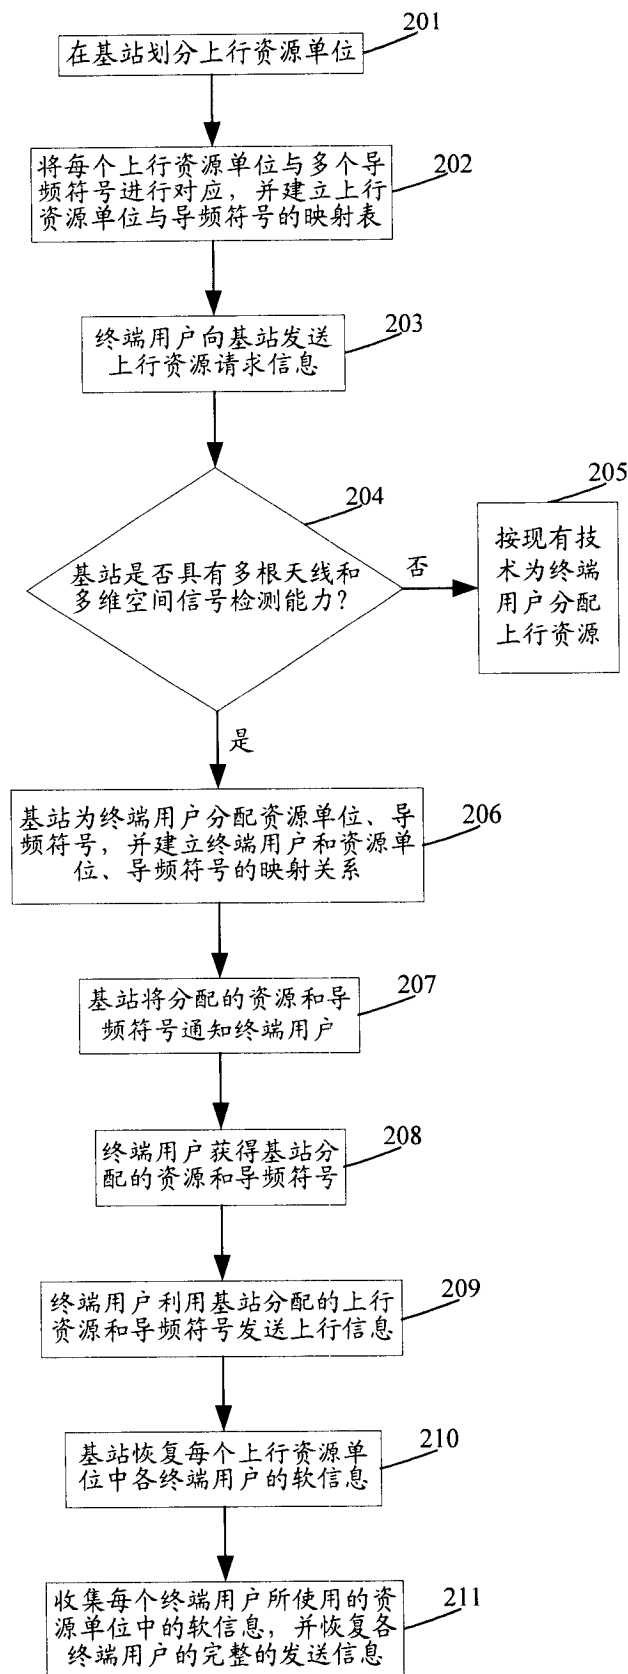 201
在基站划分上行资源单位
将每个上行资源单位与多个导
频符号进行对应，并建立上行
资源单位与导频符号的映射表
202
终端用户向基站发送
上行资源请求信息
203
204
基站是否具有多根天线和
多维空间信号检测能力？
否
205
按现有技
术为终端
用户分配
上行资源
是
基站为终端用户分配资源单位、导
频符号，并建立终端用户和资源单
位、导频符号的映射关系
206
基站将分配的资源和导
频符号通知终端用户
207
终端用户获得基站分
配的资源和导频符号
208
终端用户利用基站分配的上行
资源和导频符号发送上行信息
209
基站恢复每个上行资源单
位中各终端用户的软信息
210
收集每个终端用户所使用的资
源单位中的软信息，并恢复各
终端用户的完整的发送信息
211